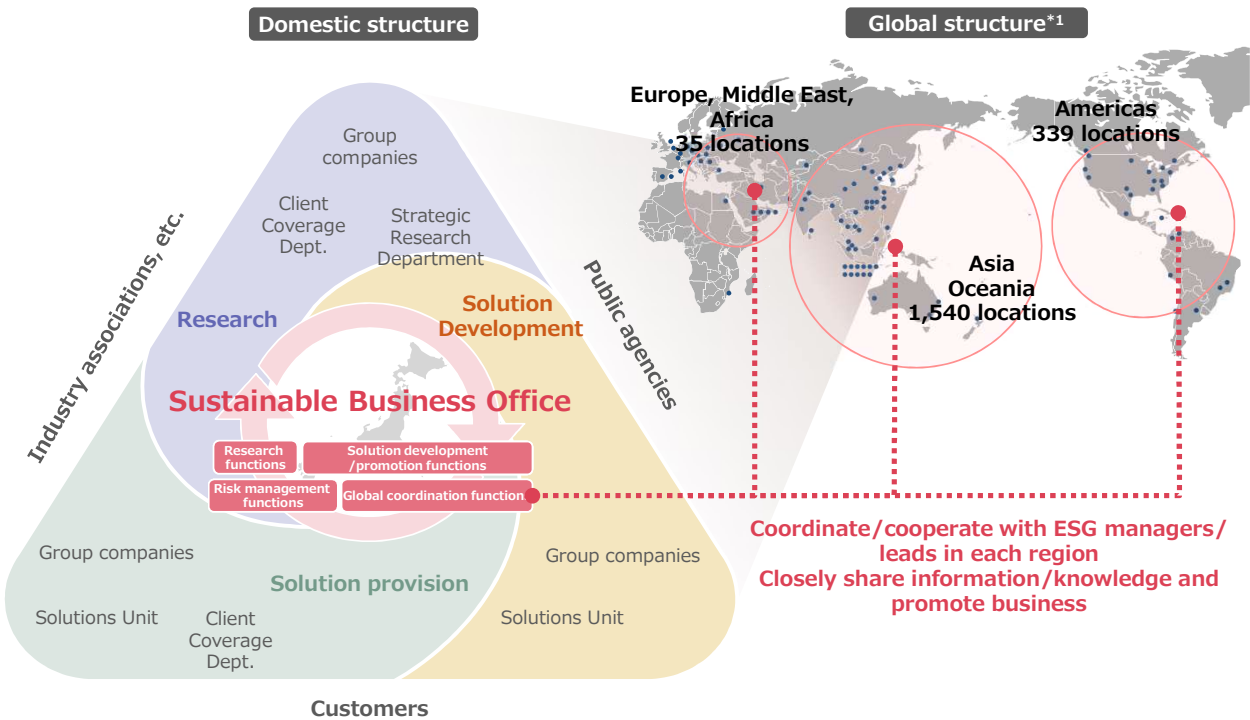 Domestic structure
Group
companies
Client
Coverage
Dept.
Strategic
Research
Department
Research
Solution
Development
Industry associations, etc.
Public agencies
Sustainable Business Office
Research
functions
Solution development
/promotion functions
Risk management
functions
Global coordination function
Group companies
Solutions Unit
Client
Coverage
Dept.
Solution provision
Group companies
Solutions Unit
Customers
Global structure*1
Europe, Middle East,
Africa
35 locations
Americas
339 locations
Asia
Oceania
1,540 locations
Coordinate/cooperate with ESG managers/
leads in each region
Closely share information/knowledge and
promote business